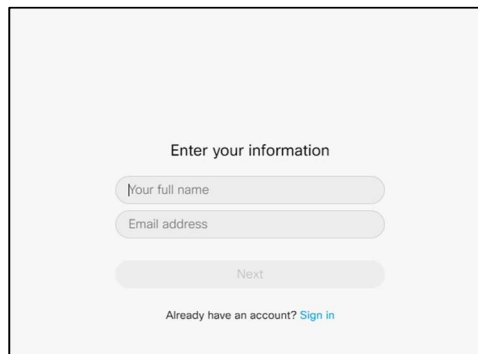 Enter your information
Your full name
Email address
Next
Already have an account? Sign in